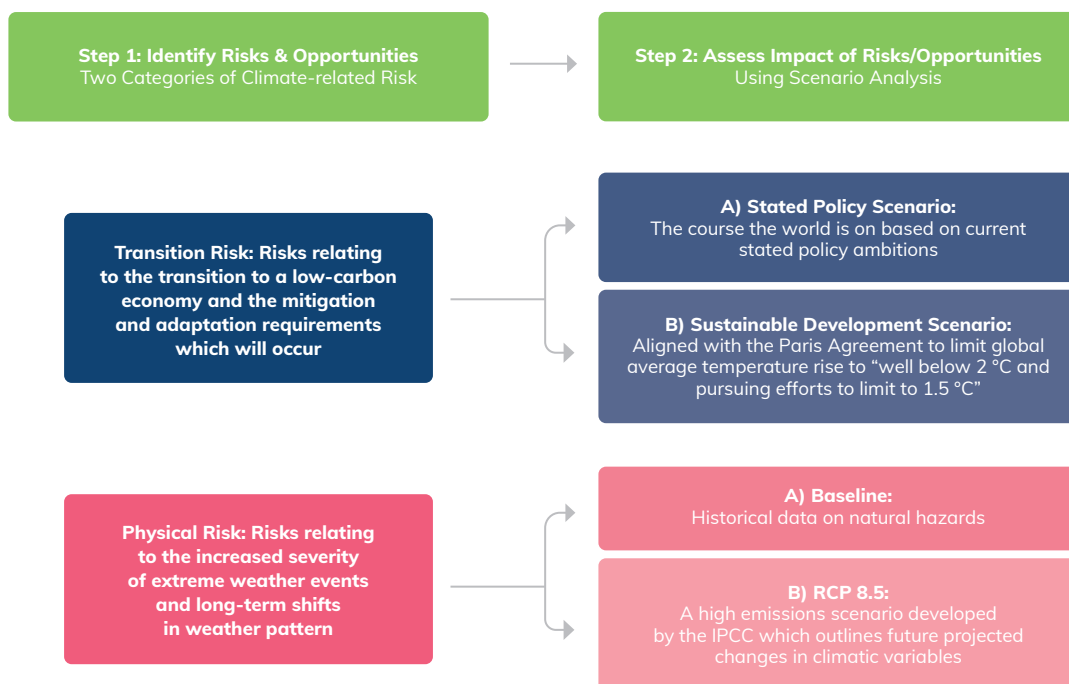 Step 1: Identify Risks & Opportunities
Two Categories of Climate-related Risk
Step 2: Assess Impact of Risks/Opportunities
Using Scenario Analysis
Transition Risk: Risks relating
to the transition to a low-carbon
economy and the mitigation
and adaptation requirements
which will occur
A) Stated Policy Scenario:
The course the world is on based on current
stated policy ambitions
B) Sustainable Development Scenario:
Aligned with the Paris Agreement to limit global
average temperature rise to “well below 2 °C and
pursuing efforts to limit to 1.5 °C”
Physical Risk: Risks relating
to the increased severity
of extreme weather events
and long-term shifts
in weather pattern
A) Baseline:
Historical data on natural hazards
B) RCP 8.5:
A high emissions scenario developed
by the IPCC which outlines future projected
changes in climatic variables